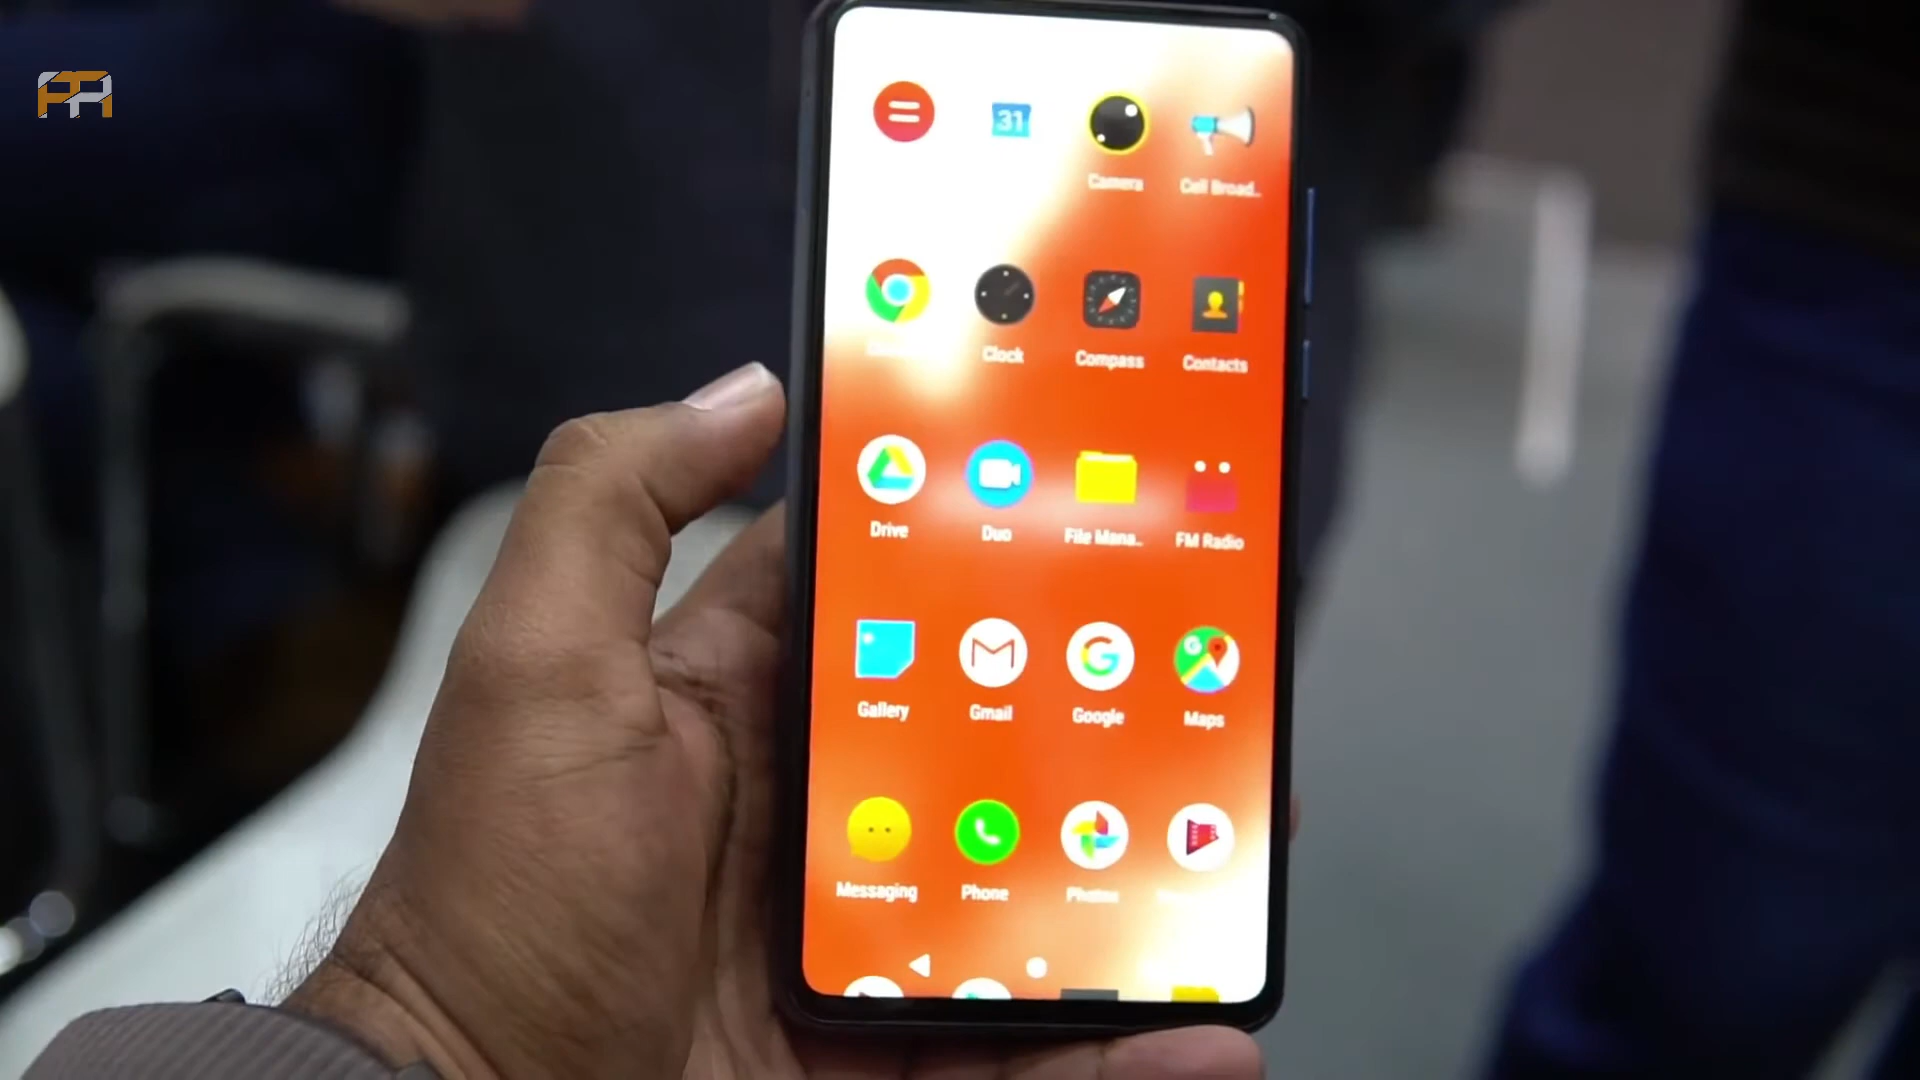 31
Camera
Cell Broad..
Clock
Compass
Contacts
Drive
Duo
File Mana..
FM Radio
Gallery
Gmail
Google
Maps
Messaging
Phone
Photos